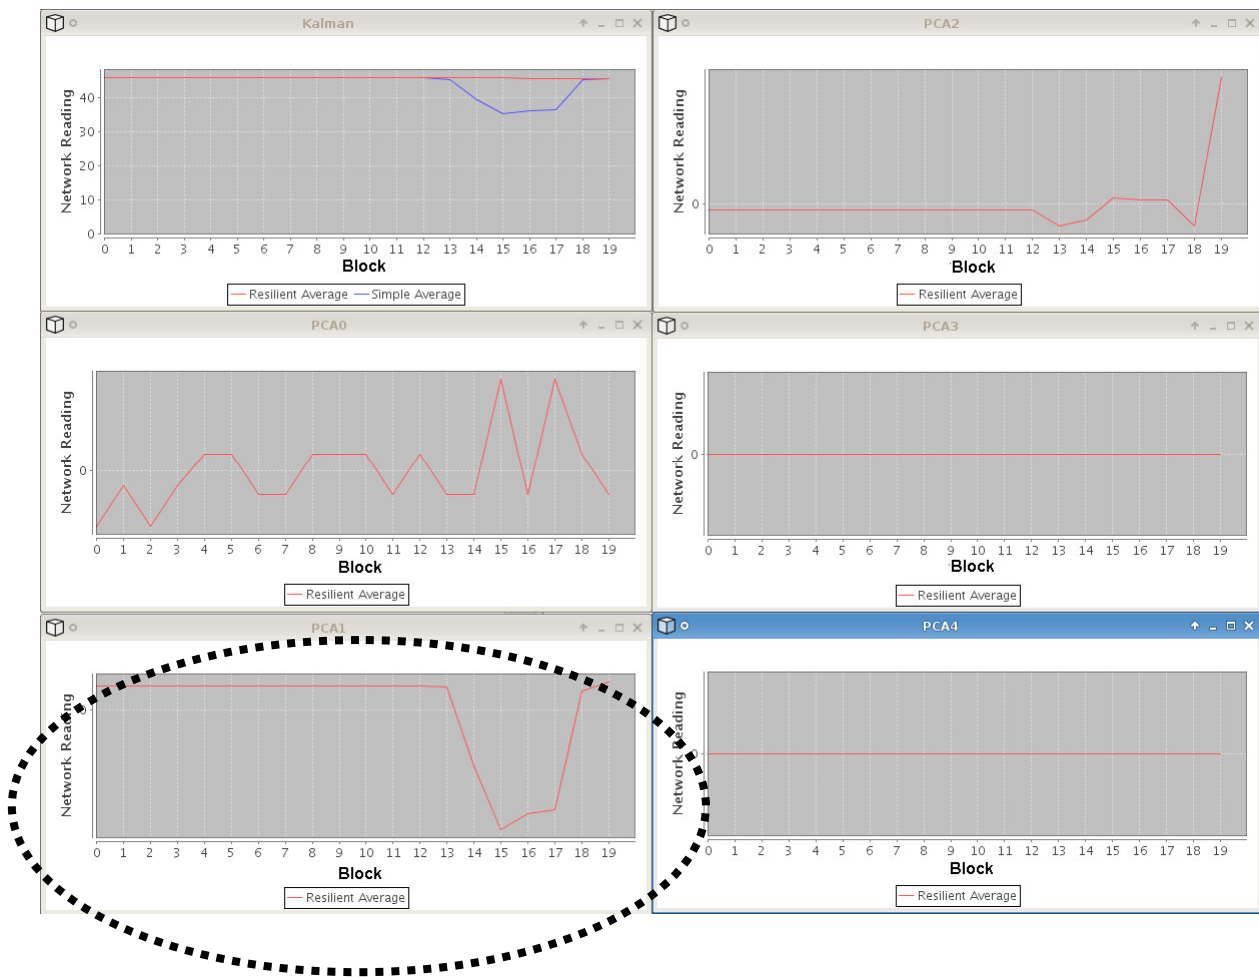 Kalman
Network Reading
40
30
20
10
0
0 1 2 3 4 5 6 7 8 9 10 11 12 13 14 15 16 17 18 19
Block
Resilient Average Simple Average
PCA2
Network Reading
0
0 1 2 3 4 5 6 7 8 9 10 11 12 13 14 15 16 17 18 19
Block
Resilient Average
PCA0
Network Reading
0
0 1 2 3 4 5 6 7 8 9 10 11 12 13 14 15 16 17 18 19
Block
Resilient Average
PCA3
Network Reading
0
0 1 2 3 4 5 6 7 8 9 10 11 12 13 14 15 16 17 18 19
Block
Resilient Average
PCA1
Network Reading
0
0 1 2 3 4 5 6 7 8 9 10 11 12 13 14 15 16 17 18 19
Block
Resilient Average
PCA4
Network Reading
0
0 1 2 3 4 5 6 7 8 9 10 11 12 13 14 15 16 17 18 19
Block
Resilient Average